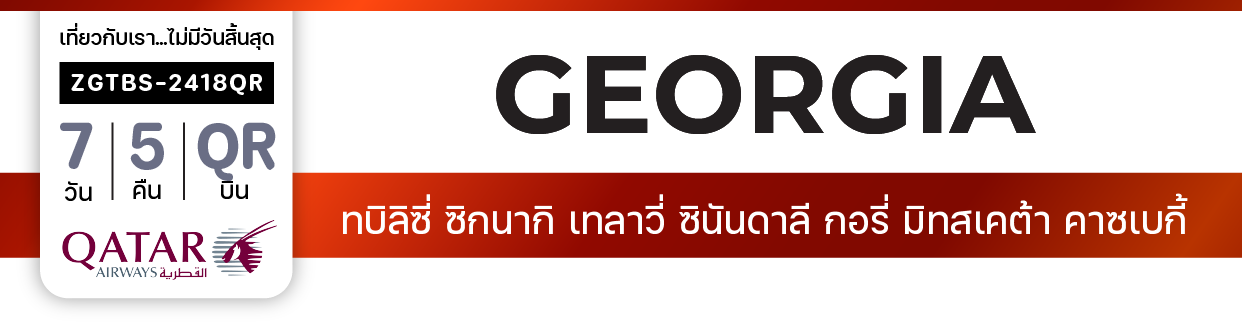 เที่ยวกับเรา...ไม่มีวันสิ้นสุด
ZGTBS-2418QR
7 5 QR
วัน คืน บิน
QATAR
AIRWAYS القطرية
GEORGIA
ทบิลิซี่ ซิกนากิ เทลาวี่ ซินันดาลี กอรี่ มิทสเคต้า คาซเบกี้